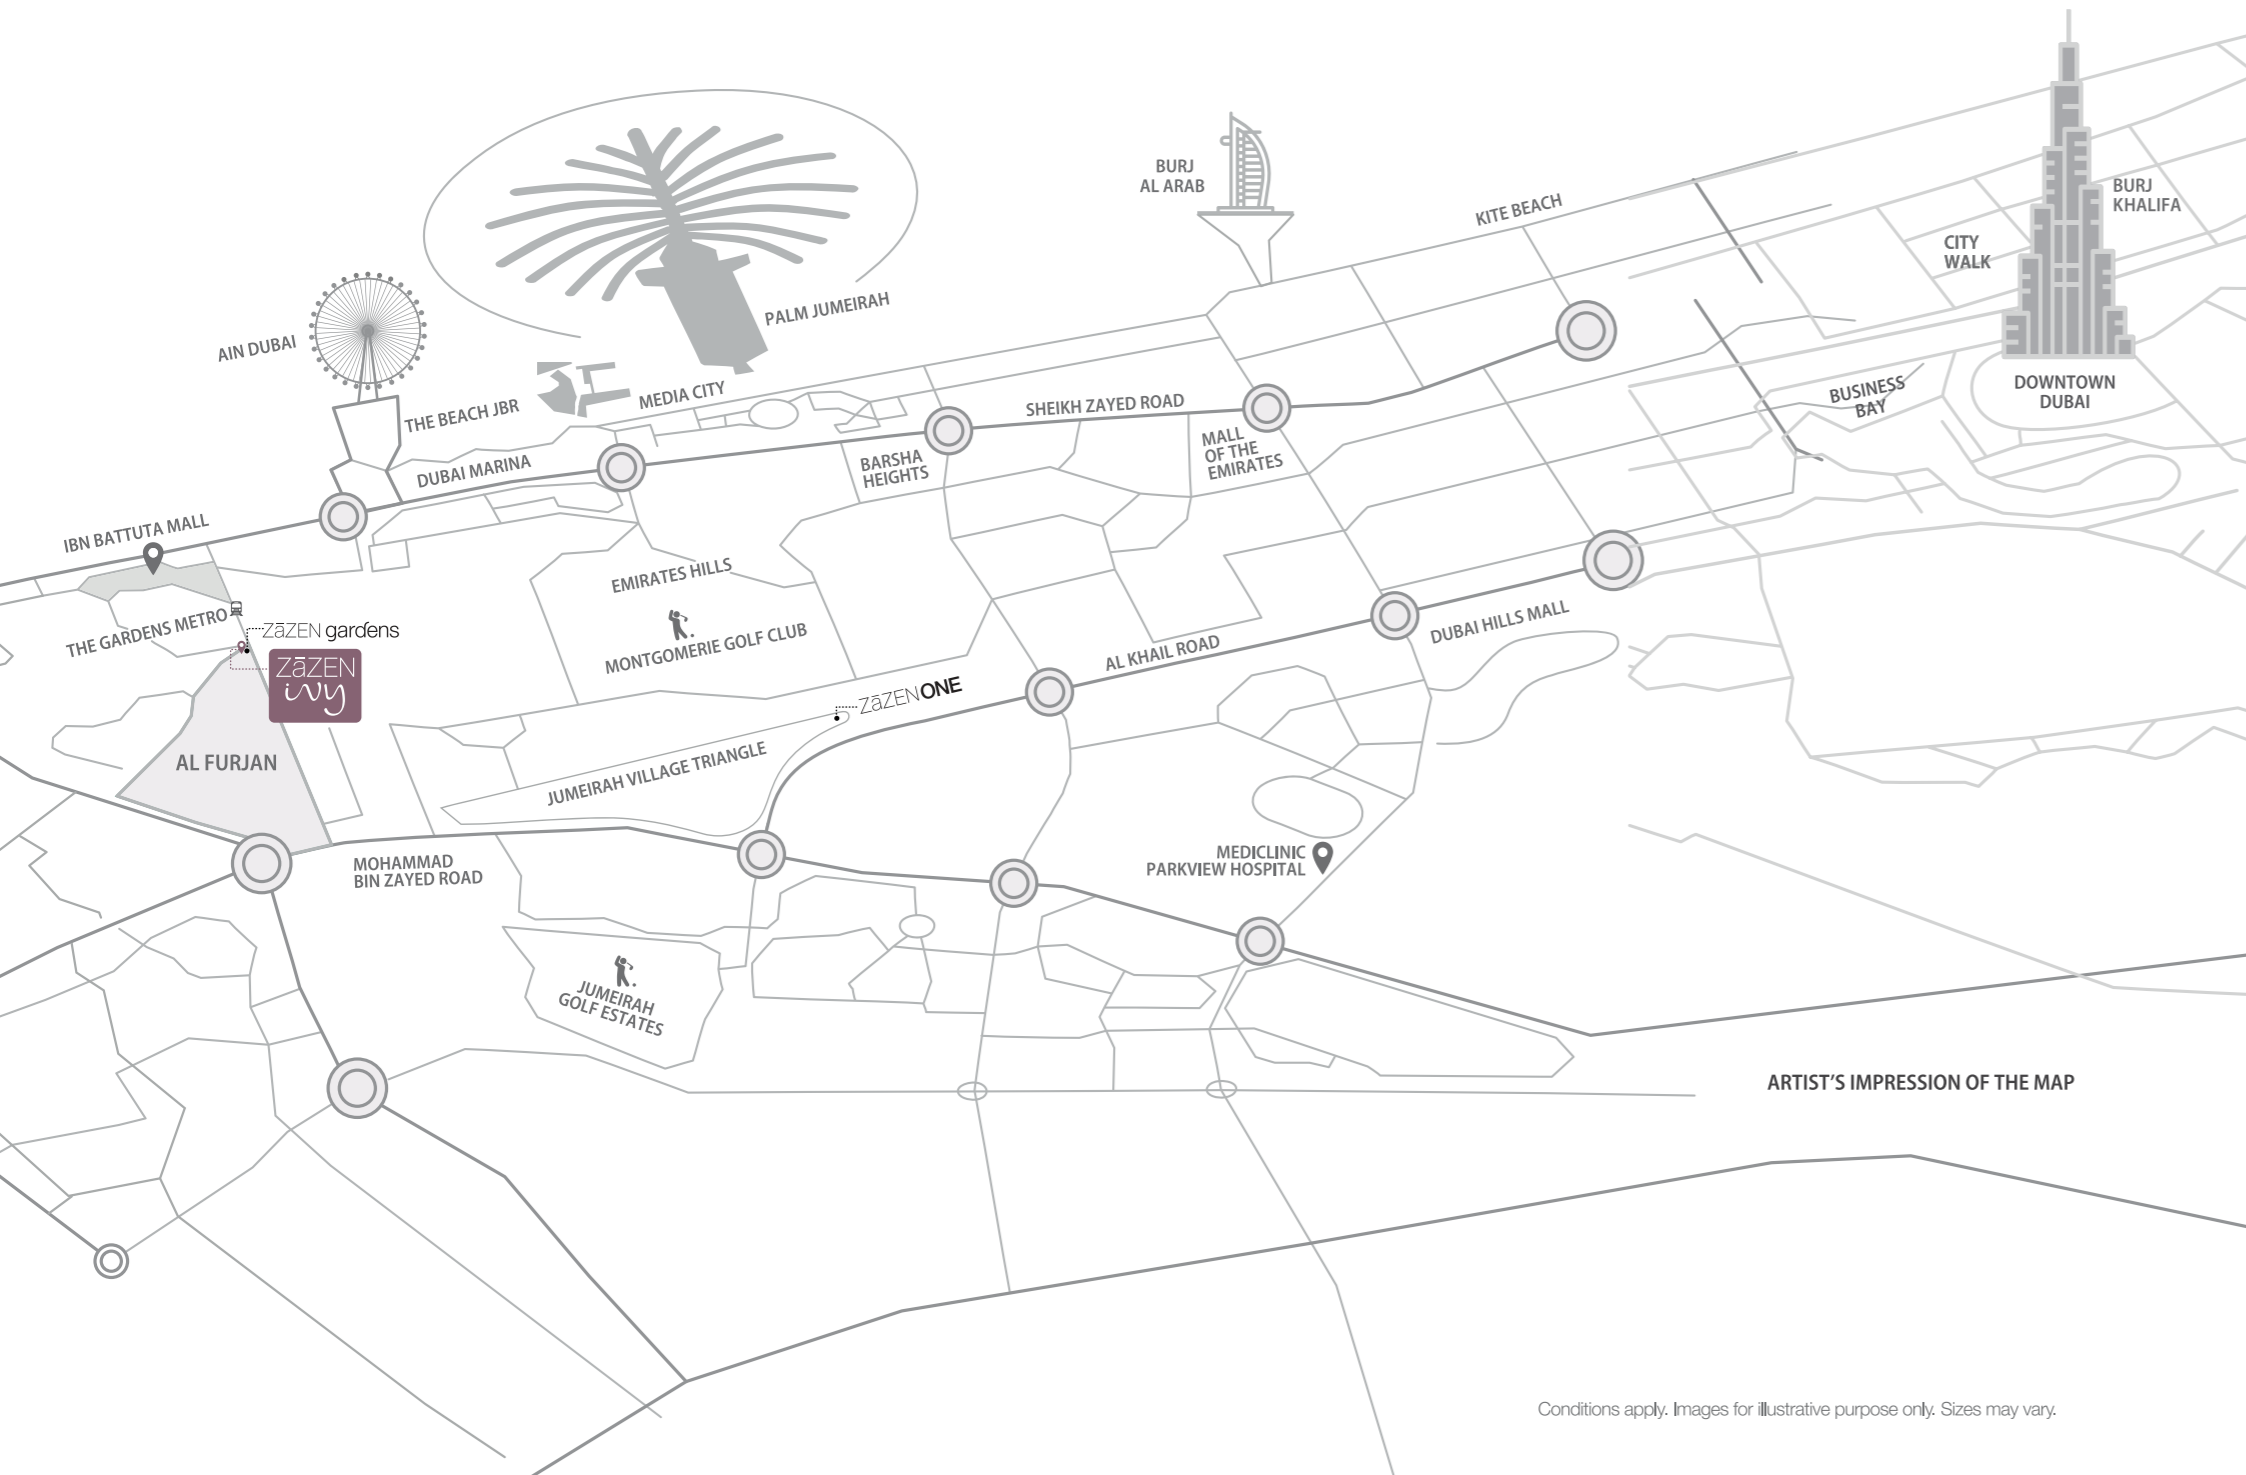 BURJ
AL ARAB
KITE BEACH
BURJ
KHALIFA
CITY
WALK
PALM JUMEIRAH
AIN DUBAI
THE BEACH JBR
MEDIA CITY
SHEIKH ZAYED ROAD
BUSINESS
BAY
DOWNTOWN
DUBAI
DUBAI MARINA
BARSHA
HEIGHTS
MALL
OF THE
EMIRATES
IBN BATTUTA MALL
EMIRATES HILLS
THE GARDENS METRO
ZāZEN gardens
ZāZEN
ivy
MONTGOMERIE GOLF CLUB
AL KHAIL ROAD
DUBAI HILLS MALL
ZāZEN ONE
AL FURJAN
JUMEIRAH VILLAGE TRIANGLE
MOHAMMAD
BIN ZAYED ROAD
MEDICLINIC
PARKVIEW HOSPITAL
JUMEIRAH
GOLF ESTATES
ARTIST'S IMPRESSION OF THE MAP
Conditions apply. Images for illustrative purpose only. Sizes may vary.